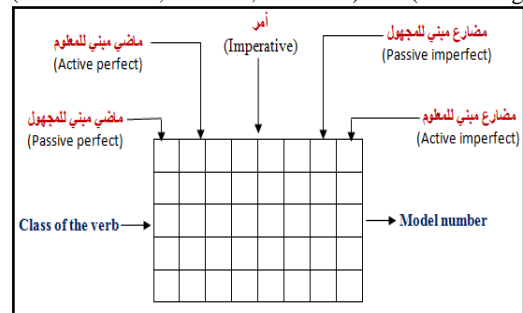 أمر
(Imperative)
ماضي مبني للمعلوم
(Active perfect)
مضارع مبني للمجهول
(Passive imperfect)
ماضي مبني للمجهول
(Passive perfect)
مضارع مبني للمعلوم
(Active imperfect)
Class of the verb
Model number